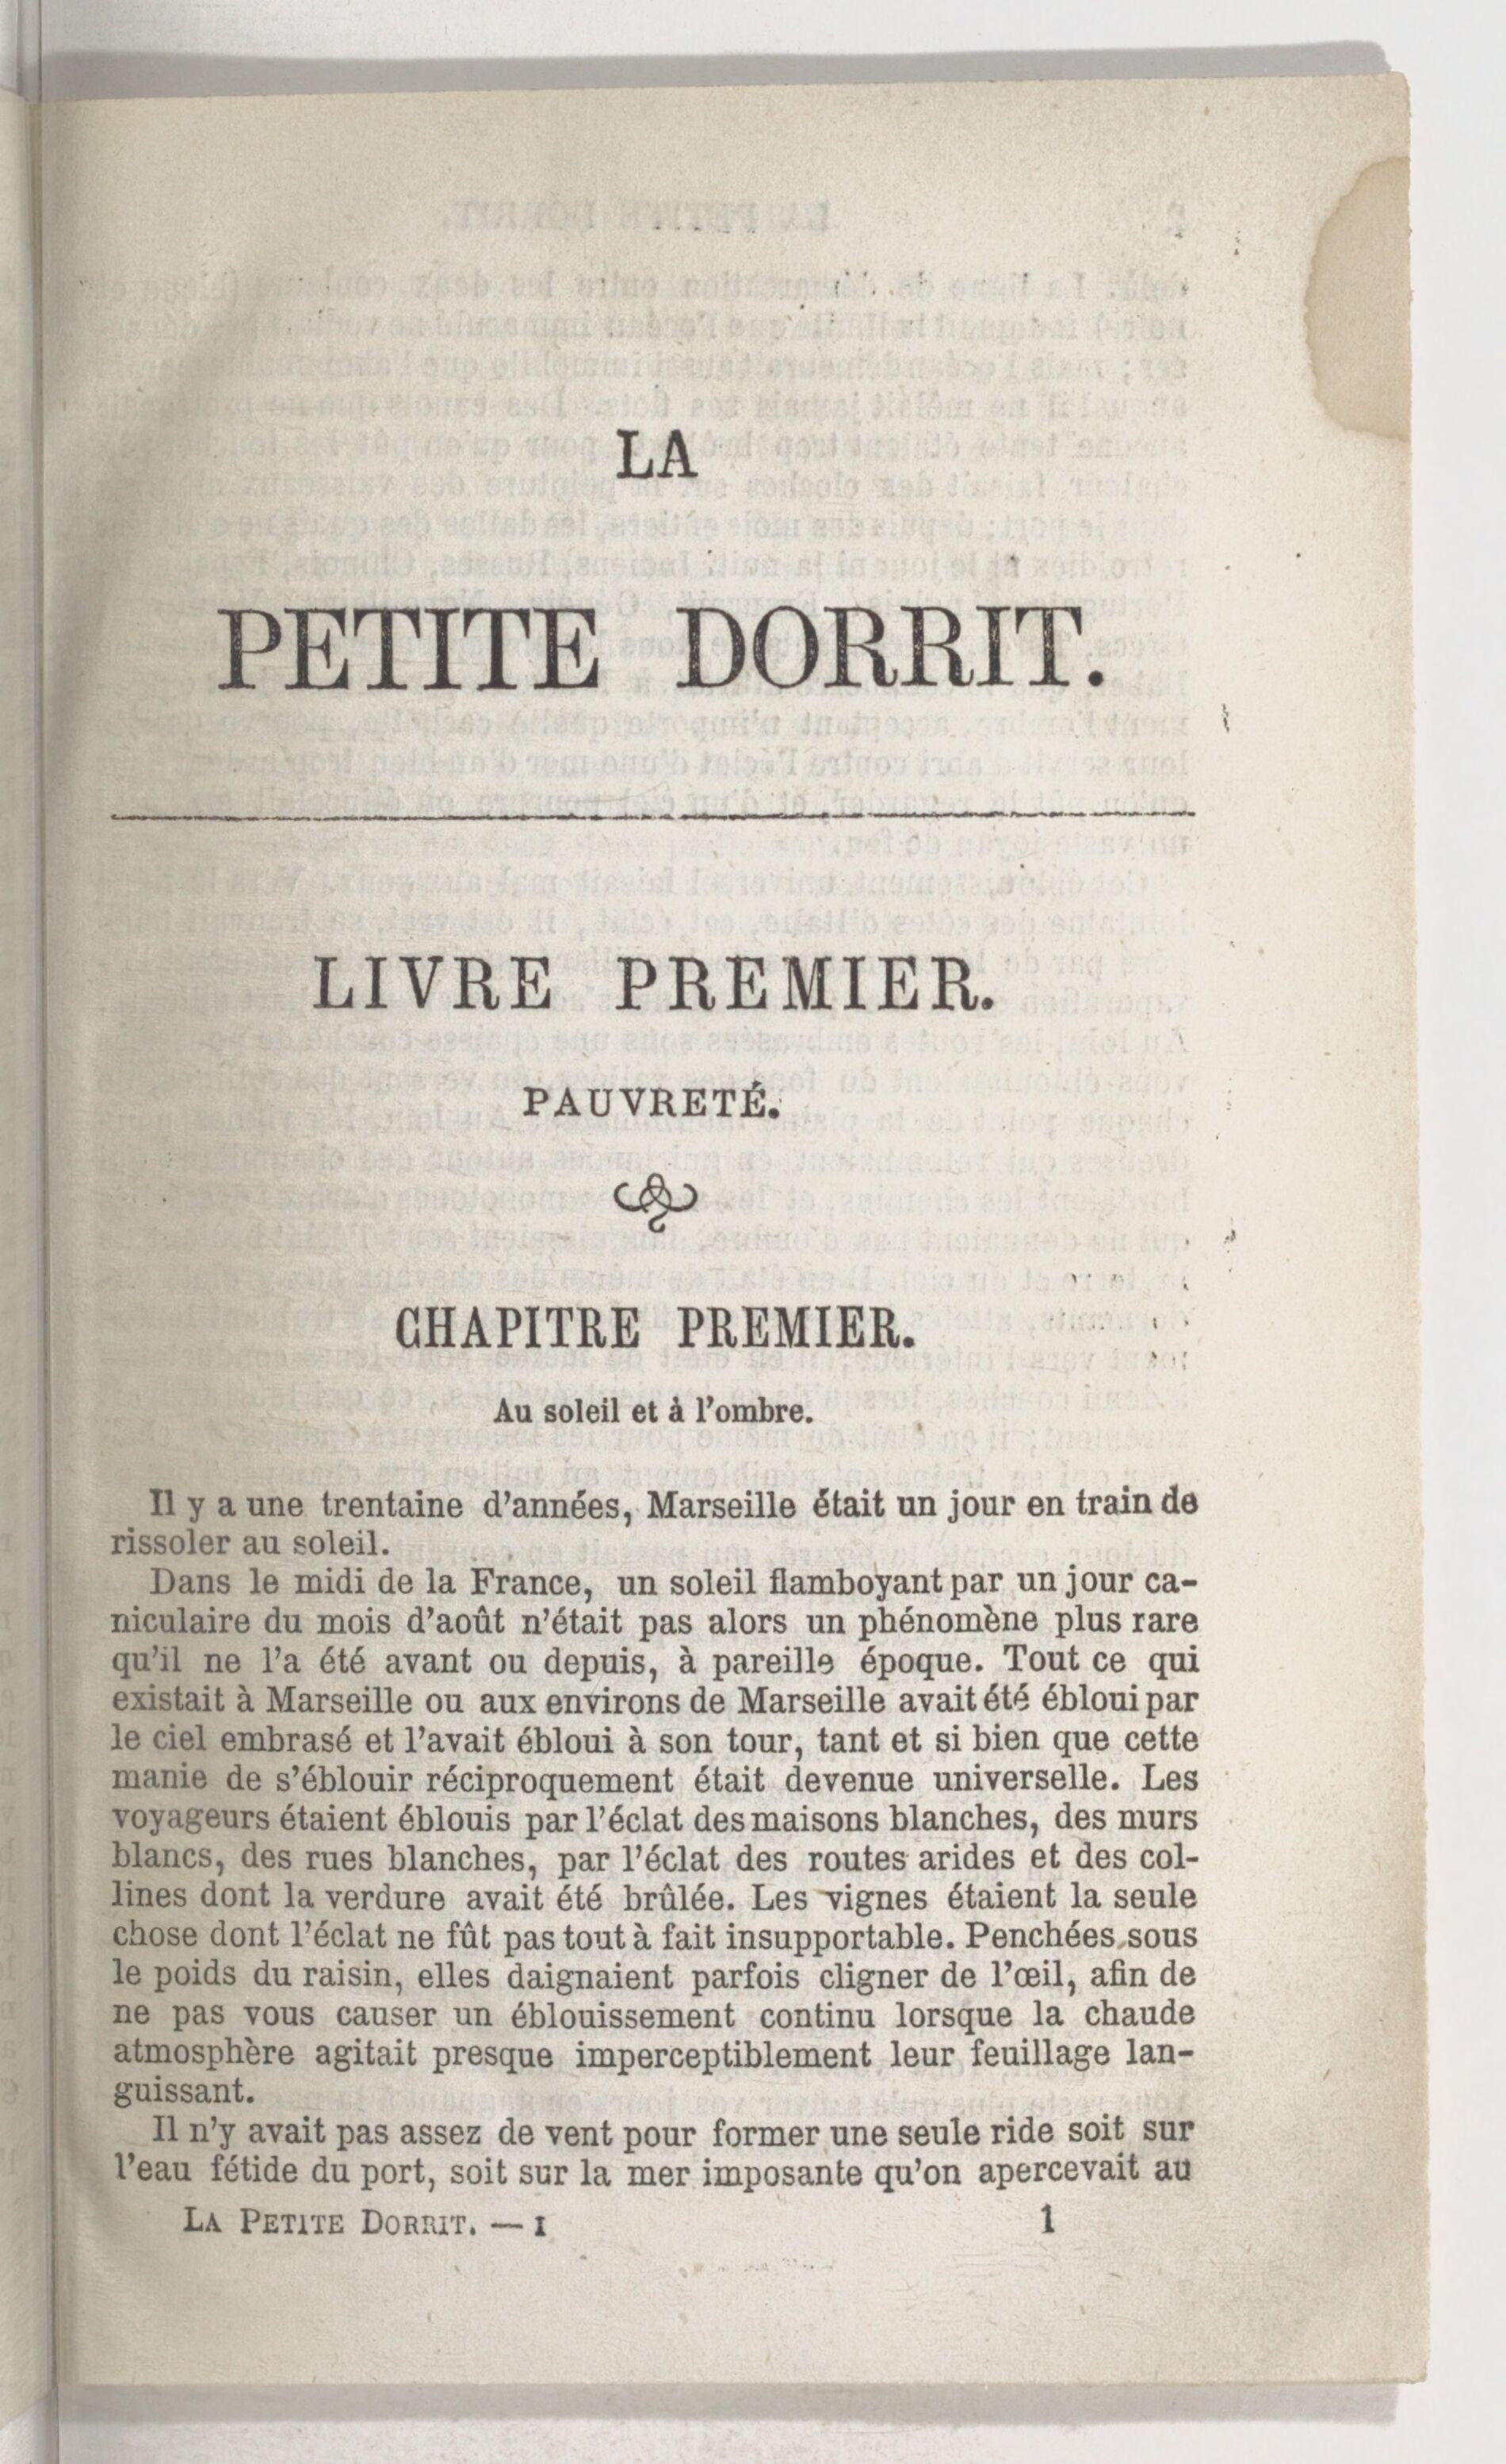 LA
PETITE DORRIT.
LIVRE PREMIER.
PAUVRETÉ.
CHAPITRE PREMIER.
Au soleil et à l'ombre.
Il y a une trentaine d'années, Marseille était un jour en train de
rissoler au soleil.
Dans le midi de la France, un soleil flamboyant par un jour ca-
niculaire du mois d'août n'était pas alors un phénomène plus rare
qu'il ne l'a été avant ou depuis, à pareille époque. Tout ce qui
existait à Marseille ou aux environs de Marseille avait été ébloui par
le ciel embrasé et l'avait ébloui à son tour, tant et si bien que cette
manie de s'éblouir réciproquement était devenue universelle. Les
voyageurs étaient éblouis par l'éclat des maisons blanches, des murs
blancs, des rues blanches, par l'éclat des routes arides et des col-
lines dont la verdure avait été brûlée. Les vignes étaient la seule
chose dont l'éclat ne fût pas tout à fait insupportable. Penchées sous
le poids du raisin, elles daignaient parfois cligner de l'œil, afin de
ne pas vous causer un éblouissement continu lorsque la chaude
atmosphère agitait presque imperceptiblement leur feuillage lan-
guissant.
Il n'y avait pas assez de vent pour former une seule ride soit sur
l'eau fétide du port, soit sur la mer imposante qu'on apercevait au
LA PETITE DORRIT. — I 1